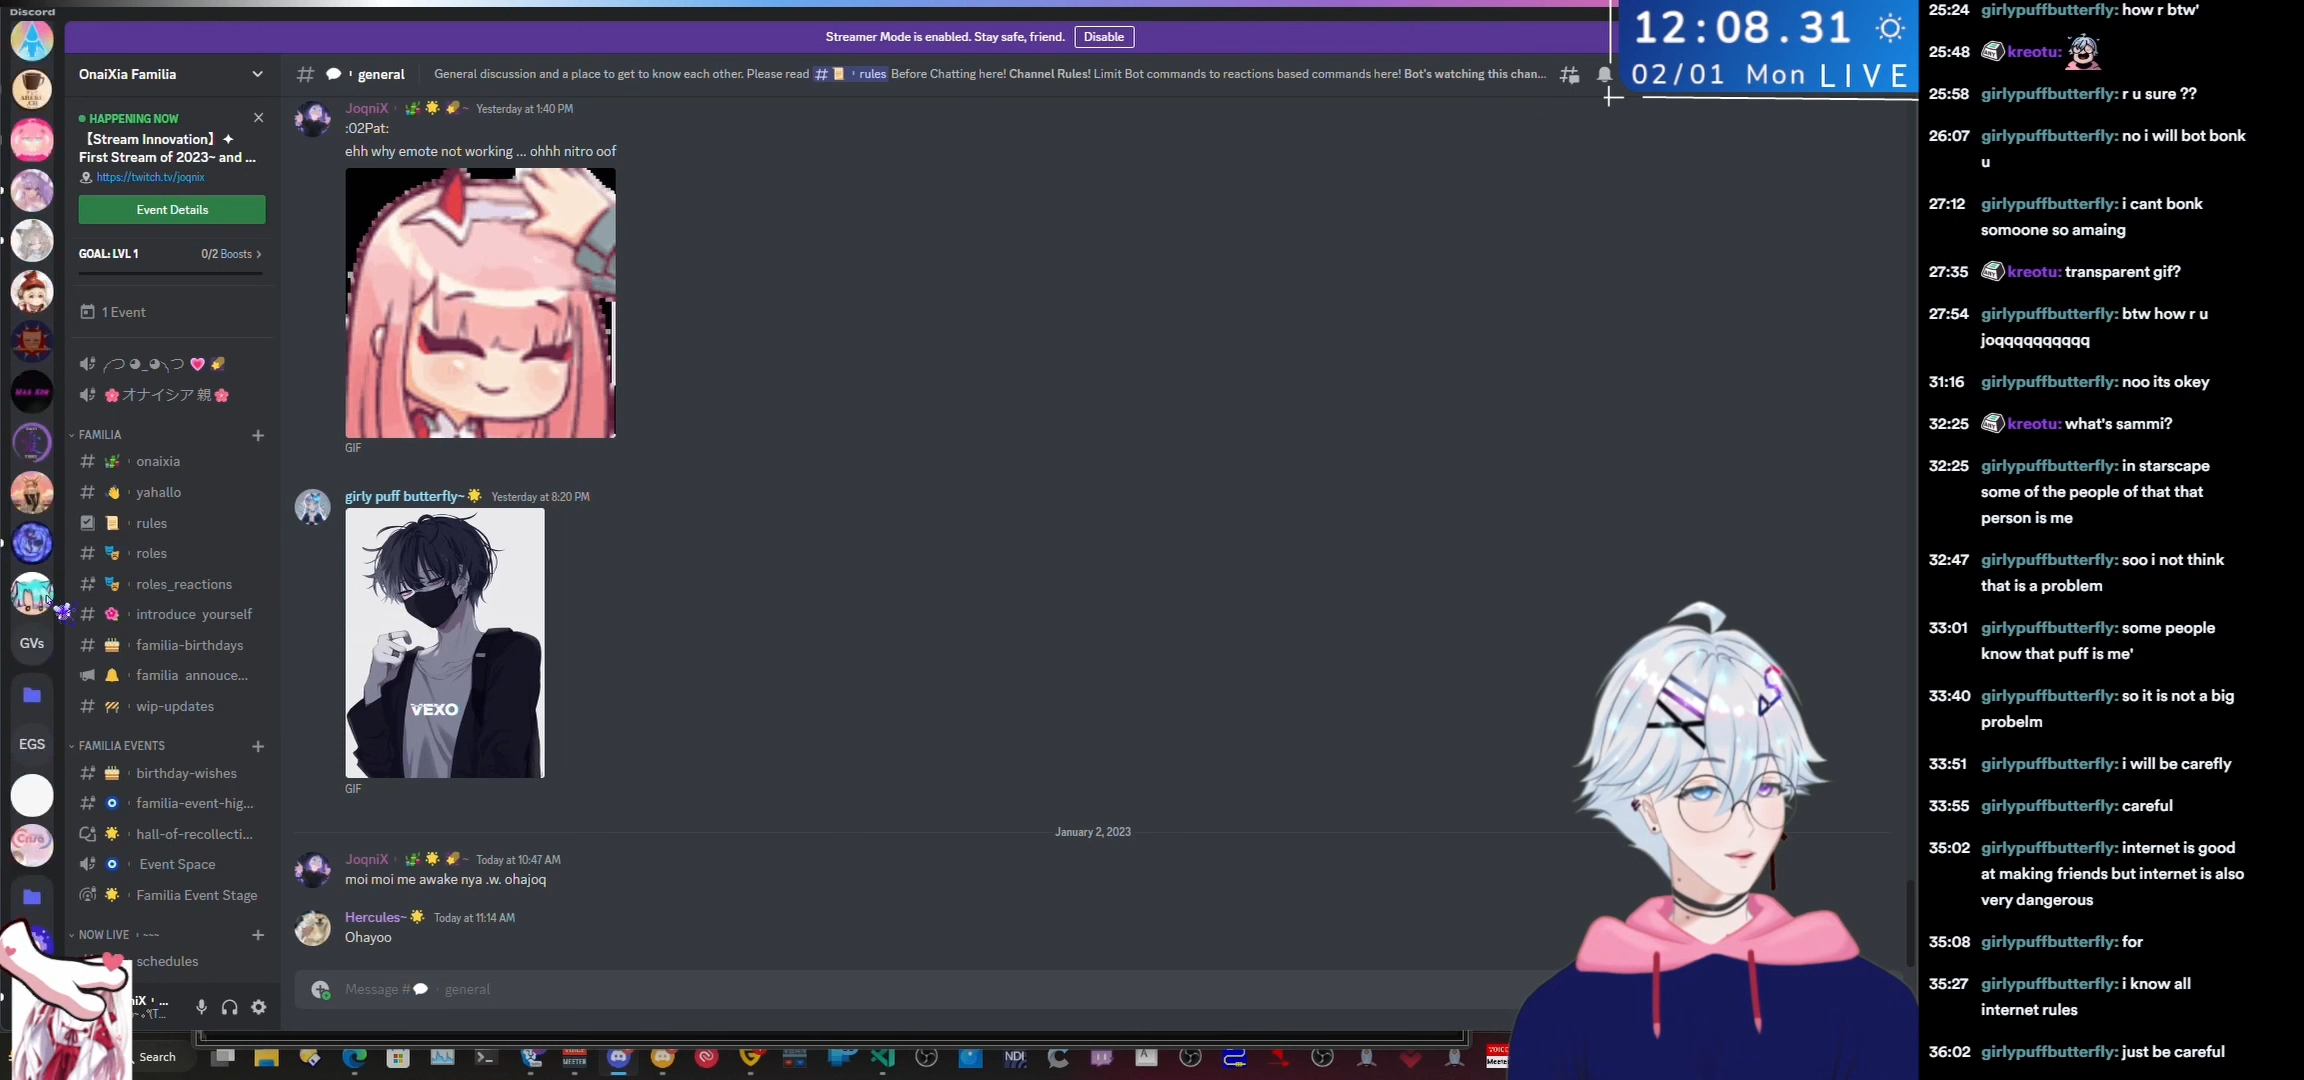 Discord
Streamer Mode is enabled. Stay safe, friend.
Disable
OnaiXia Familia
general
General discussion and a place to get to know each other. Please read # rules Before Chatting here! Channel Rules! Limit Bot commands to reactions based commands here! Bot's watching this chan...
12:08.31
02/01 Mon LIVE
HAPPENING NOW
【Stream Innovation】 ✦
First Stream of 2023~ and ...
https://twitch.tv/joqnix
Event Details
GOAL: LVL 1
0/2 Boosts >
1 Event
🌸オナイシア 親🌸
FAMILIA
onaixia
yahallo
rules
roles
roles_reactions
introduce yourself
familia-birthdays
familia annouce...
wip-updates
FAMILIA EVENTS
birthday-wishes
familia-event-hig...
hall-of-recollecti...
Event Space
Familia Event Stage
NOW LIVE
schedules
GVs
EGS
JoqniX ~ Yesterday at 1:40 PM
:02Pat:
ehh why emote not working ... ohhh nitro oof
GIF
girly puff butterfly~🌟 Yesterday at 8:20 PM
VEXO
GIF
January 2, 2023
JoqniX ~ Today at 10:47 AM
moi moi me awake nya .w. ohajoq
Hercules~🌟 Today at 11:14 AM
Ohayoo
Message # general
Search
NDI
25:24 girlypuffbutterfly: how r btw'
25:48 kreotu:
25:58 girlypuffbutterfly: r u sure ??
26:07 girlypuffbutterfly: no i will bot bonk
u
27:12 girlypuffbutterfly: i cant bonk
somoone so amaing
27:35 kreotu: transparent gif?
27:54 girlypuffbutterfly: btw how r u
joqqqqqqqqqq
31:16 girlypuffbutterfly: noo its okey
32:25 kreotu: what's sammi?
32:25 girlypuffbutterfly: in starscape
some of the people of that that
person is me
32:47 girlypuffbutterfly: soo i not think
that is a problem
33:01 girlypuffbutterfly: some people
know that puff is me'
33:40 girlypuffbutterfly: so it is not a big
probelm
33:51 girlypuffbutterfly: i will be carefly
33:55 girlypuffbutterfly: careful
35:02 girlypuffbutterfly: internet is good
at making friends but internet is also
very dangerous
35:08 girlypuffbutterfly: for
35:27 girlypuffbutterfly: i know all
internet rules
36:02 girlypuffbutterfly: just be careful